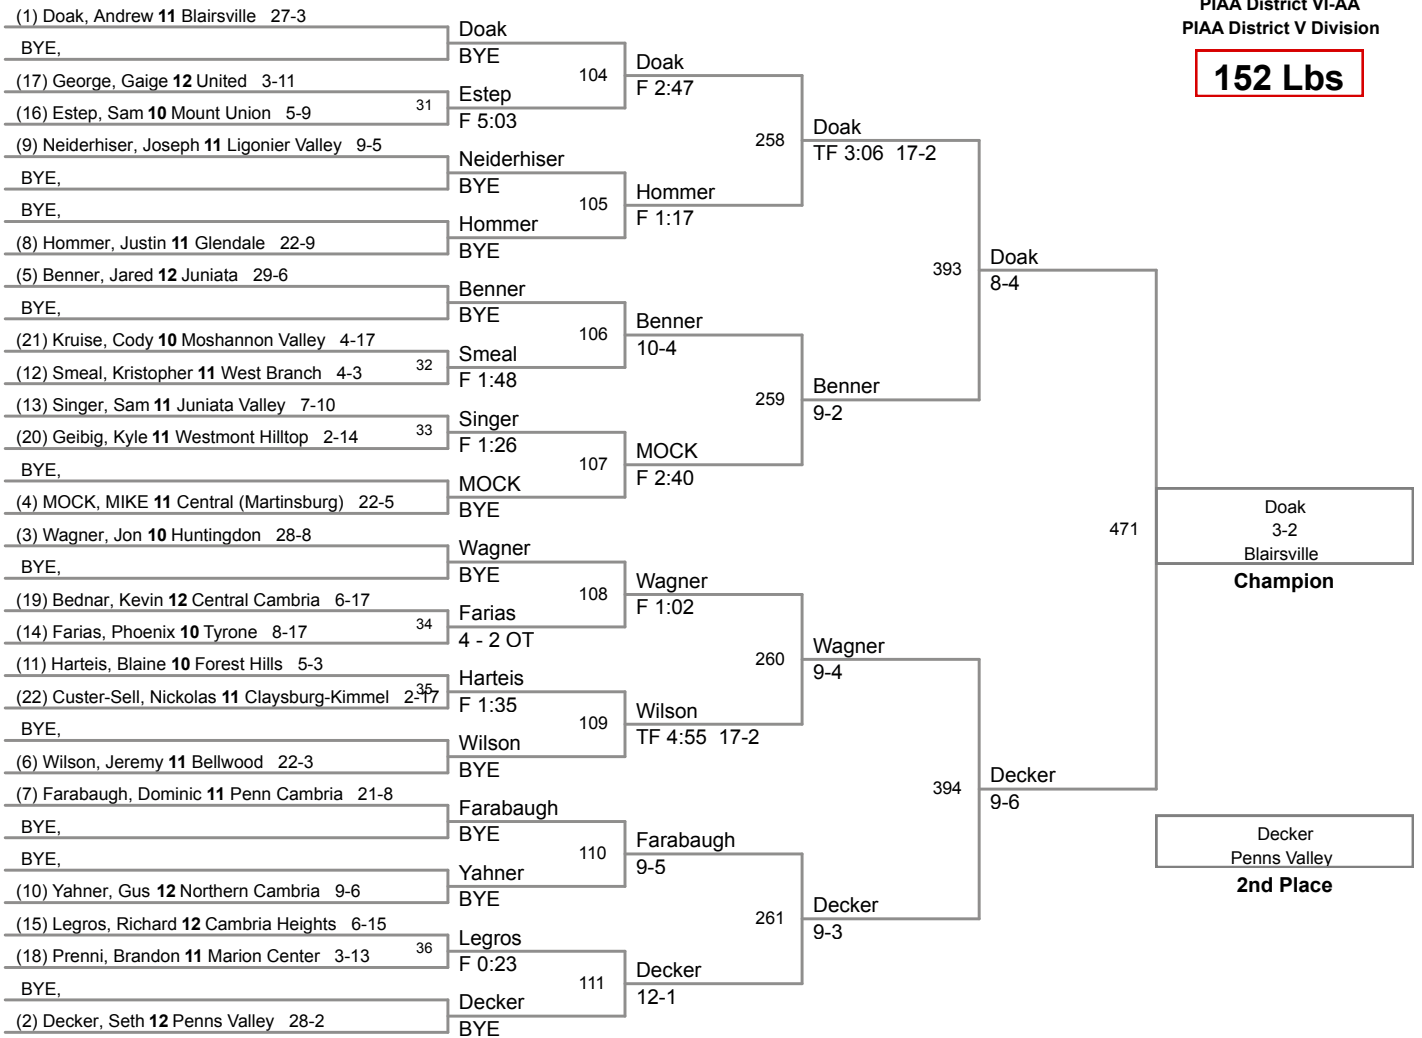 PIAA District VI-AA
PIAA District V Division
152 Lbs
(1) Doak, Andrew 11 Blairsville 27-3
BYE,
(17) George, Gaige 12 United 3-11
(16) Estep, Sam 10 Mount Union 5-9
31
(9) Neiderhiser, Joseph 11 Ligonier Valley 9-5
BYE,
BYE,
(8) Hommer, Justin 11 Glendale 22-9
(5) Benner, Jared 12 Juniata 29-6
BYE,
(21) Kruise, Cody 10 Moshannon Valley 4-17
(12) Smeal, Kristopher 11 West Branch 4-3
32
(13) Singer, Sam 11 Juniata Valley 7-10
(20) Geibig, Kyle 11 Westmont Hilltop 2-14
33
BYE,
(4) MOCK, MIKE 11 Central (Martinsburg) 22-5
(3) Wagner, Jon 10 Huntingdon 28-8
BYE,
(19) Bednar, Kevin 12 Central Cambria 6-17
(14) Farias, Phoenix 10 Tyrone 8-17
34
(11) Harteis, Blaine 10 Forest Hills 5-3
(22) Custer-Sell, Nickolas 11 Claysburg-Kimmel 2-17
35
BYE,
(6) Wilson, Jeremy 11 Bellwood 22-3
(7) Farabaugh, Dominic 11 Penn Cambria 21-8
BYE,
BYE,
(10) Yahner, Gus 12 Northern Cambria 9-6
(15) Legros, Richard 12 Cambria Heights 6-15
(18) Prenni, Brandon 11 Marion Center 3-13
36
BYE,
(2) Decker, Seth 12 Penns Valley 28-2
Doak
BYE
104
Estep
F 5:03
Neiderhiser
BYE
105
Hommer
BYE
Benner
BYE
106
Smeal
F 1:48
Singer
F 1:26
107
MOCK
BYE
Wagner
BYE
108
Farias
4 - 2 OT
Harteis
F 1:35
109
Wilson
BYE
Farabaugh
BYE
110
Yahner
BYE
Legros
F 0:23
111
Decker
BYE
Doak
F 2:47
258
Hommer
F 1:17
Benner
10-4
259
MOCK
F 2:40
Wagner
F 1:02
260
Wilson
TF 4:55 17-2
Farabaugh
9-5
261
Decker
12-1
Doak
TF 3:06 17-2
393
Benner
9-2
Wagner
9-4
394
Decker
9-3
Doak
8-4
471
Decker
9-6
Doak
3-2
Blairsville
Champion
Decker
Penns Valley
2nd Place